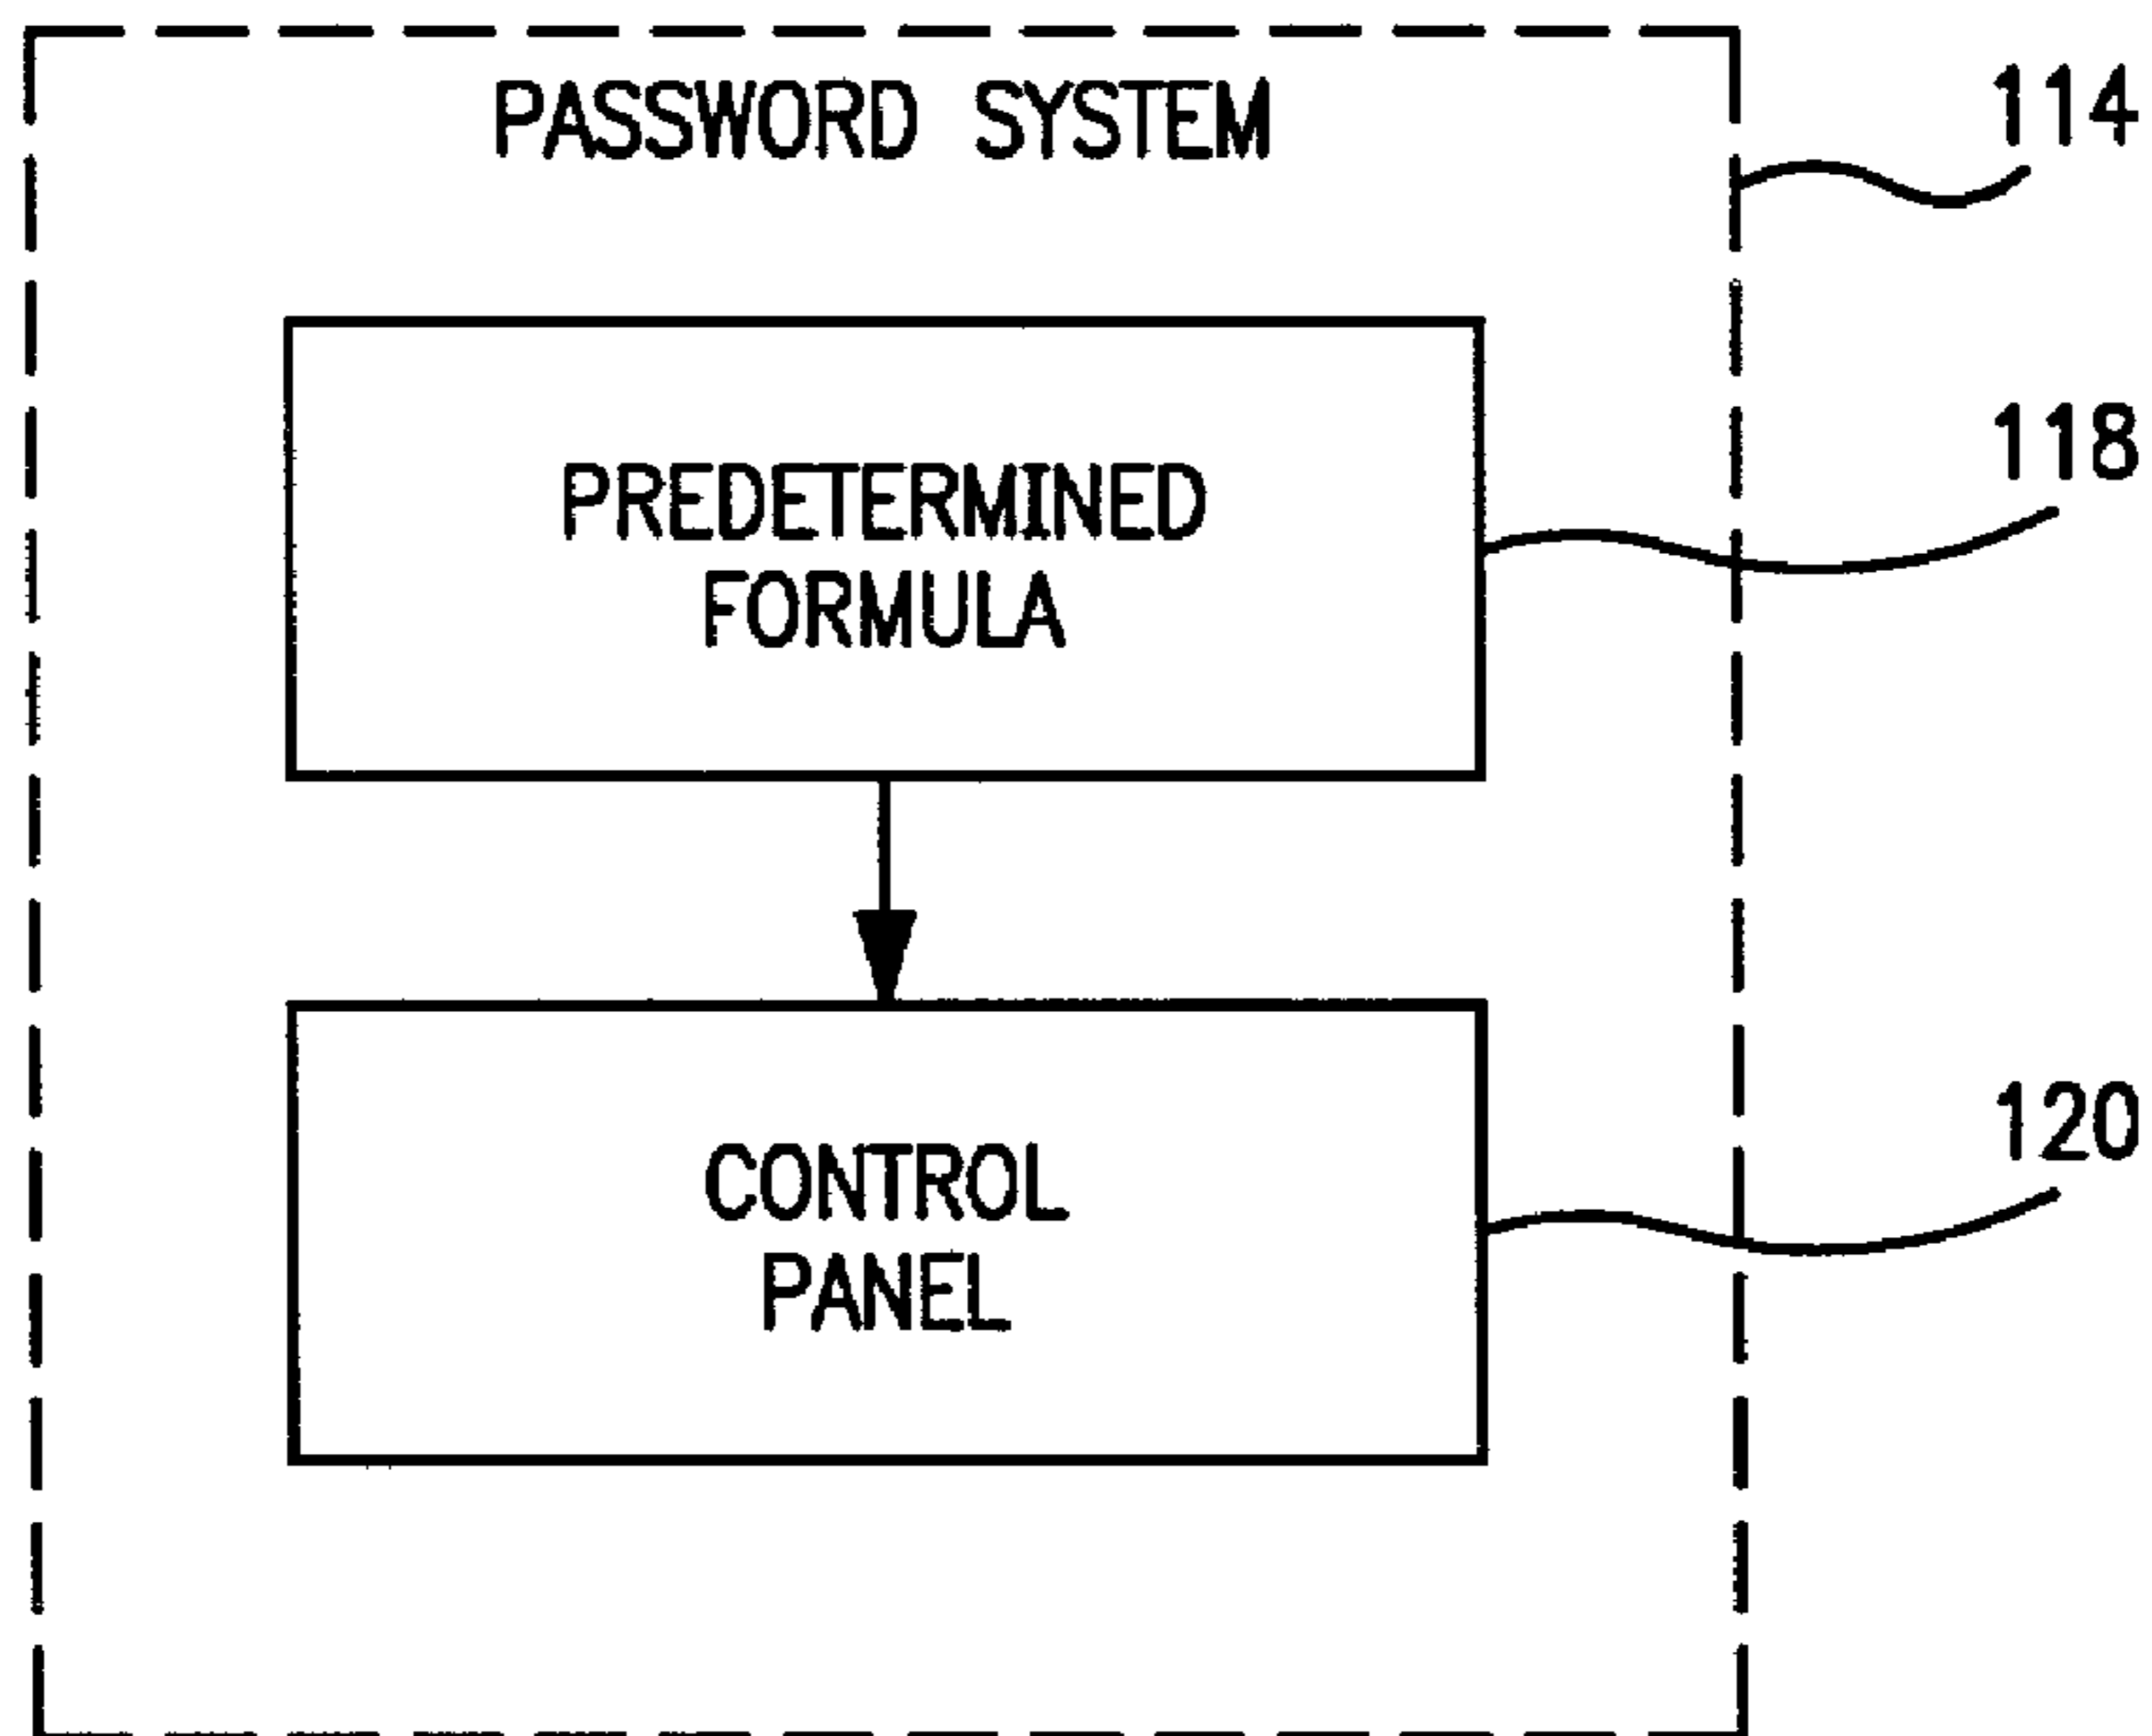 PASSWORD SYSTEM
114
PREDETERMINED
FORMULA
118
CONTROL
PANEL
120